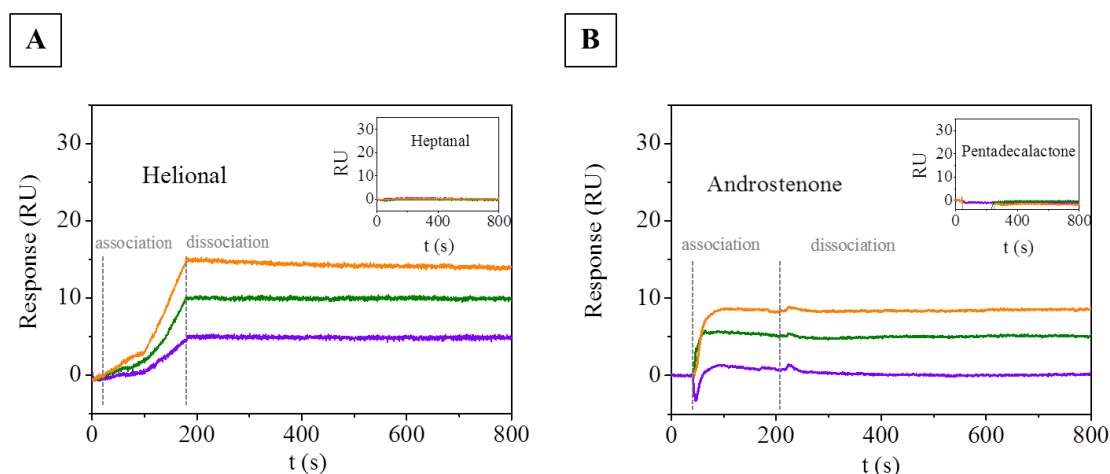 A
B
Response (RU)
30
20
10
0
0 200 400 600 800
t (s)
Helional
association
dissociation
RU
30
20
10
0
0 400 800
t (s)
Heptanal
Response (RU)
30
20
10
0
0 200 400 600 800
t (s)
Androstenone
association
dissociation
RU
30
20
10
0
0 400 800
t (s)
Pentadecalactone